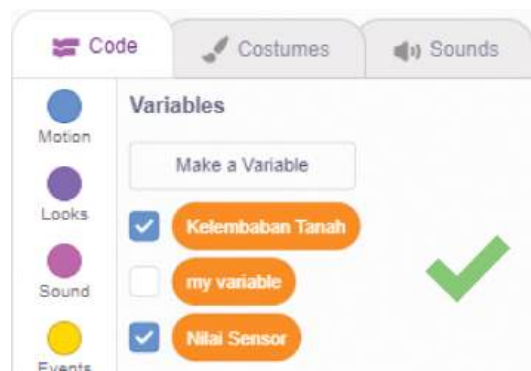 Code
Costumes
Sounds
Motion
Looks
Sound
Events
Variables
Make a Variable
Kelembaban Tanah
my variable
Nilai Sensor